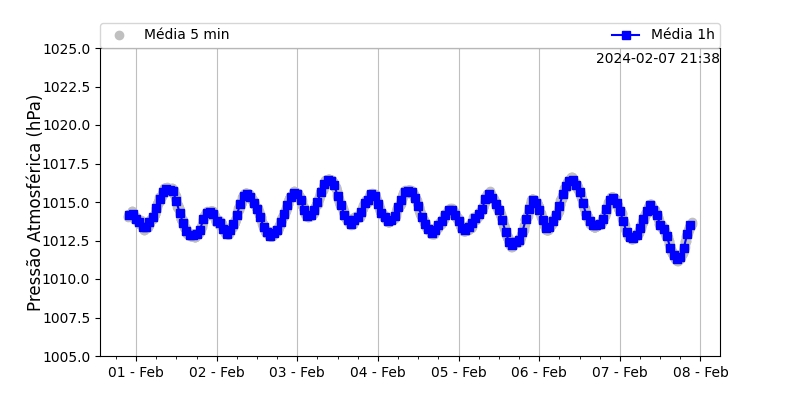 Média 5 min
Média 1h
2024-02-07 21:38
Pressão Atmosférica (hPa)
1025.0
1022.5
1020.0
1017.5
1015.0
1012.5
1010.0
1007.5
1005.0
01 - Feb
02 - Feb
03 - Feb
04 - Feb
05 - Feb
06 - Feb
07 - Feb
08 - Feb